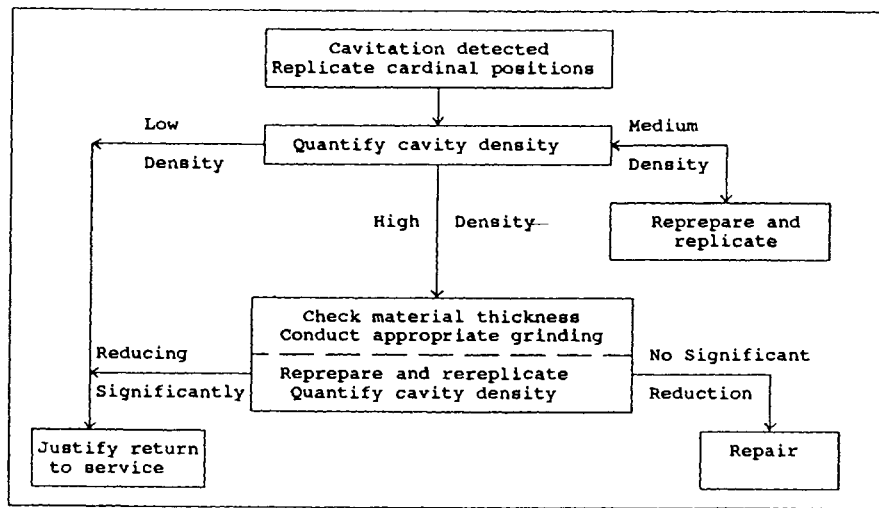 Cavitation detected
Replicate cardinal positions
Low
Density
Quantify cavity density
Medium
Density
Reprepare and
replicate
High Density
Check material thickness
Conduct appropriate grinding
Reprepare and rereplicate
Quantify cavity density
Reducing
Significantly
No Significant
Reduction
Justify return
to service
Repair